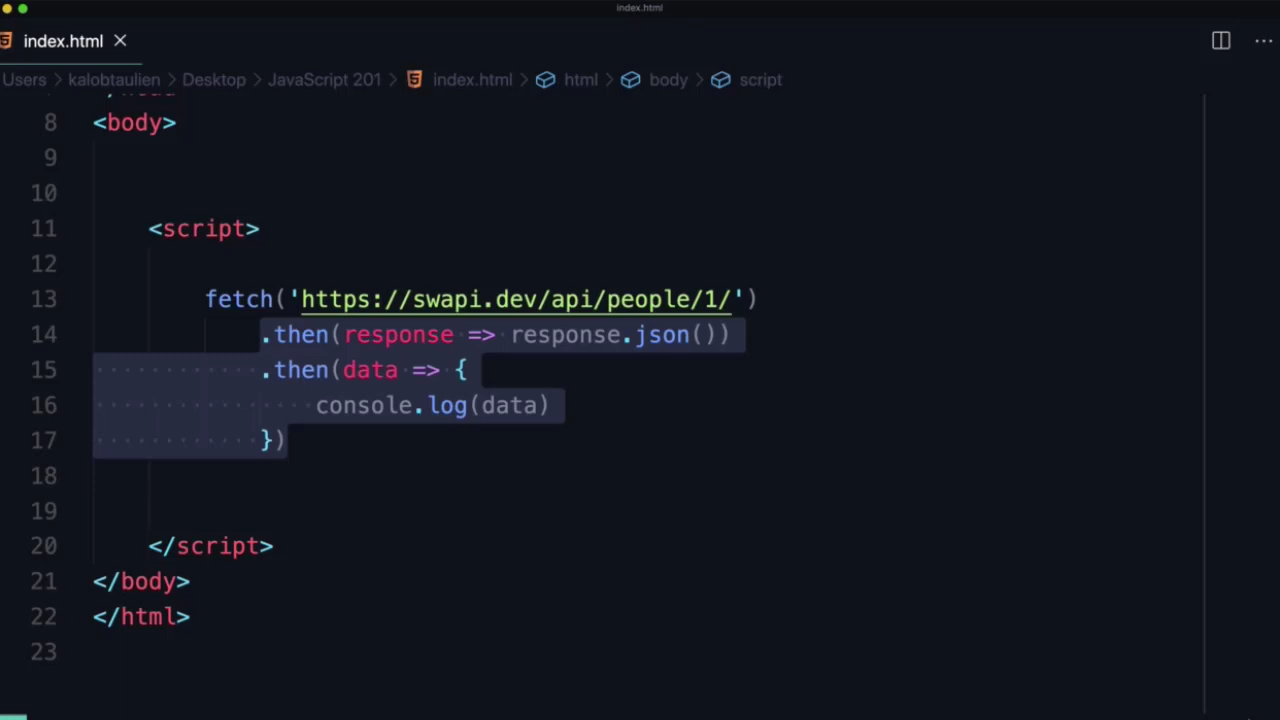 index.html
index.html
Users > kalobtaulien > Desktop > JavaScript 201 > index.html > html > body > script
8 <body>
9
10
11 <script>
12
13 fetch('https://swapi.dev/api/people/1/')
14 .then(response => response.json())
15 .then(data => {
16 console.log(data)
17 })
18
19
20 </script>
21 </body>
22 </html>
23